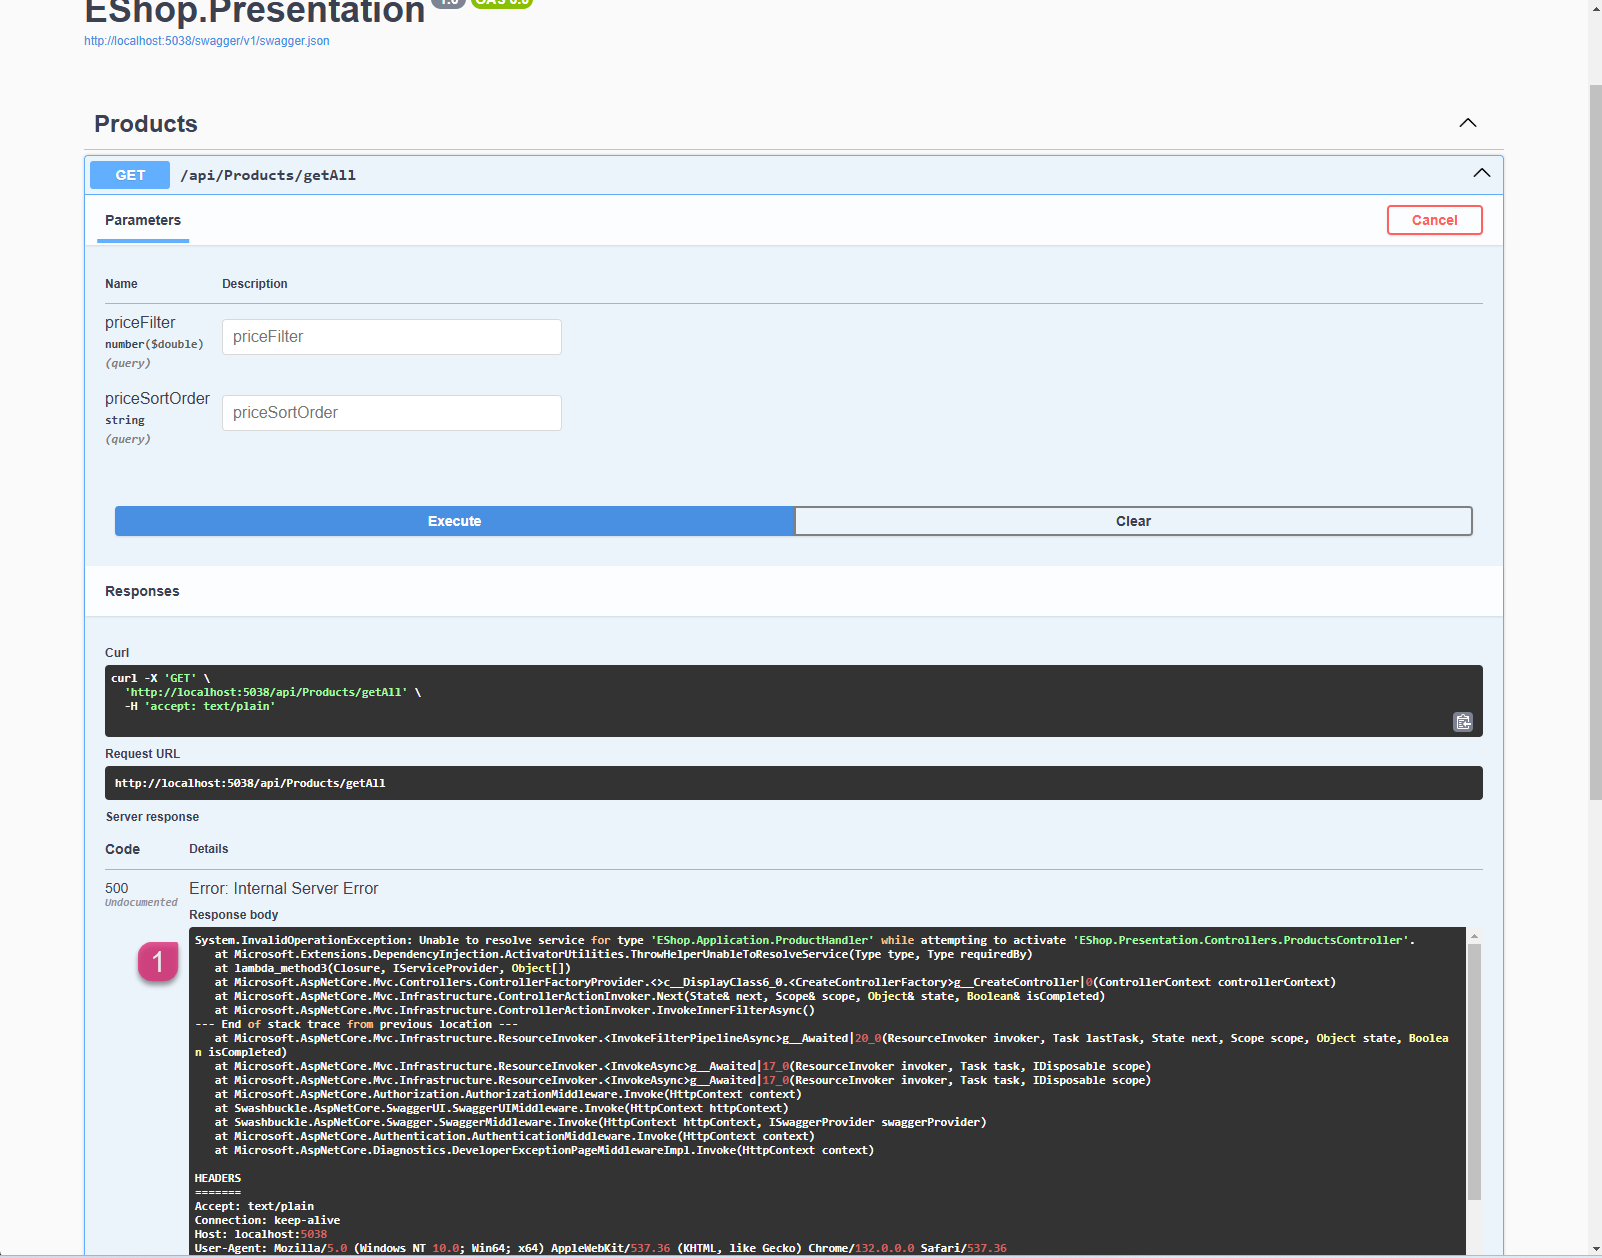 EShop.Presentation 1.0 OAS 3.0
http://localhost:5038/swagger/v1/swagger.json
Products
GET /api/Products/getAll
Parameters
Cancel
Name Description
priceFilter
number($double)
(query)
priceFilter
priceSortOrder
string
(query)
priceSortOrder
Execute Clear
Responses
Curl
curl -X 'GET' \
'http://localhost:5038/api/Products/getAll' \
-H 'accept: text/plain'
Request URL
http://localhost:5038/api/Products/getAll
Server response
Code Details
500
Undocumented
Error: Internal Server Error
Response body
1
System.InvalidOperationException: Unable to resolve service for type 'EShop.Application.ProductHandler' while attempting to activate 'EShop.Presentation.Controllers.ProductsController'.
at Microsoft.Extensions.DependencyInjection.ActivatorUtilities.ThrowHelperUnableToResolveService(Type type, Type requiredBy)
at lambda_method3(Closure, IServiceProvider, Object[])
at Microsoft.AspNetCore.Mvc.Controllers.ControllerFactoryProvider.<>c__DisplayClass6_0.<CreateControllerFactory>g__CreateController|0(ControllerContext controllerContext)
at Microsoft.AspNetCore.Mvc.Infrastructure.ControllerActionInvoker.Next(State& next, Scope& scope, Object& state, Boolean& isCompleted)
at Microsoft.AspNetCore.Mvc.Infrastructure.ControllerActionInvoker.InvokeInnerFilterAsync()
--- End of stack trace from previous location ---
at Microsoft.AspNetCore.Mvc.Infrastructure.ResourceInvoker.<InvokeFilterPipelineAsync>g__Awaited|20_0(ResourceInvoker invoker, Task lastTask, State next, Scope scope, Object state, Boolea
n isCompleted)
at Microsoft.AspNetCore.Mvc.Infrastructure.ResourceInvoker.<InvokeAsync>g__Awaited|17_0(ResourceInvoker invoker, Task task, IDisposable scope)
at Microsoft.AspNetCore.Mvc.Infrastructure.ResourceInvoker.<InvokeAsync>g__Awaited|17_0(ResourceInvoker invoker, Task task, IDisposable scope)
at Microsoft.AspNetCore.Authorization.AuthorizationMiddleware.Invoke(HttpContext context)
at Swashbuckle.AspNetCore.SwaggerUI.SwaggerUIMiddleware.Invoke(HttpContext httpContext)
at Swashbuckle.AspNetCore.Swagger.SwaggerMiddleware.Invoke(HttpContext httpContext, ISwaggerProvider swaggerProvider)
at Microsoft.AspNetCore.Authentication.AuthenticationMiddleware.Invoke(HttpContext context)
at Microsoft.AspNetCore.Diagnostics.DeveloperExceptionPageMiddlewareImpl.Invoke(HttpContext context)
HEADERS
=======
Accept: text/plain
Connection: keep-alive
Host: localhost:5038
User-Agent: Mozilla/5.0 (Windows NT 10.0; Win64; x64) AppleWebKit/537.36 (KHTML, like Gecko) Chrome/132.0.0.0 Safari/537.36